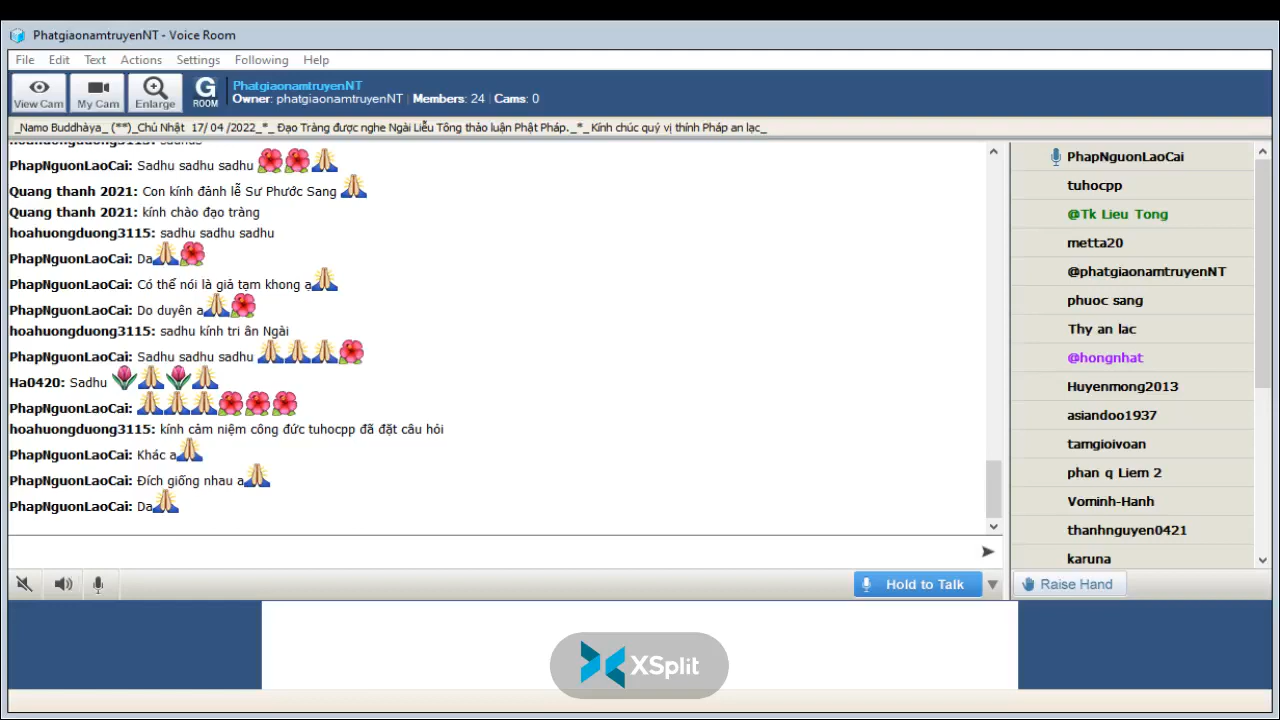 PhatgiaonamtruyenNT - Voice Room
File Edit Text Actions Settings Following Help
View Cam My Cam Enlarge G ROOM
PhatgiaonamtruyenNT
Owner: phatgiaonamtruyenNT | Members: 24 | Cams: 0
_Namo Buddhàya_ (**)_Chủ Nhật 17/ 04 /2022_*_ Đạo Tràng được nghe Ngài Liễu Tông thảo luận Phật Pháp._*_ Kính chúc quý vị thính Pháp an lạc_
PhapNguonLaoCai: Sadhu sadhu sadhu
Quang thanh 2021: Con kính đảnh lễ Sư Phước Sang
Quang thanh 2021: kính chào đạo tràng
hoahuongduong3115: sadhu sadhu sadhu
PhapNguonLaoCai: Da
PhapNguonLaoCai: Có thể nói là giả tạm khong a
PhapNguonLaoCai: Do duyên a
hoahuongduong3115: sadhu kính tri ân Ngài
PhapNguonLaoCai: Sadhu sadhu sadhu
Ha0420: Sadhu
PhapNguonLaoCai:
hoahuongduong3115: kính cảm niệm công đức tuhocpp đã đặt câu hỏi
PhapNguonLaoCai: Khác a
PhapNguonLaoCai: Đích giống nhau a
PhapNguonLaoCai: Da
PhapNguonLaoCai
tuhocpp
@Tk Lieu Tong
metta20
@phatgiaonamtruyenNT
phuoc sang
Thy an lac
@hongnhat
Huyenmong2013
asiandoo1937
tamgioivoan
phan q Liem 2
Vominh-Hanh
thanhnguyen0421
karuna
Hold to Talk
Raise Hand
XSplit